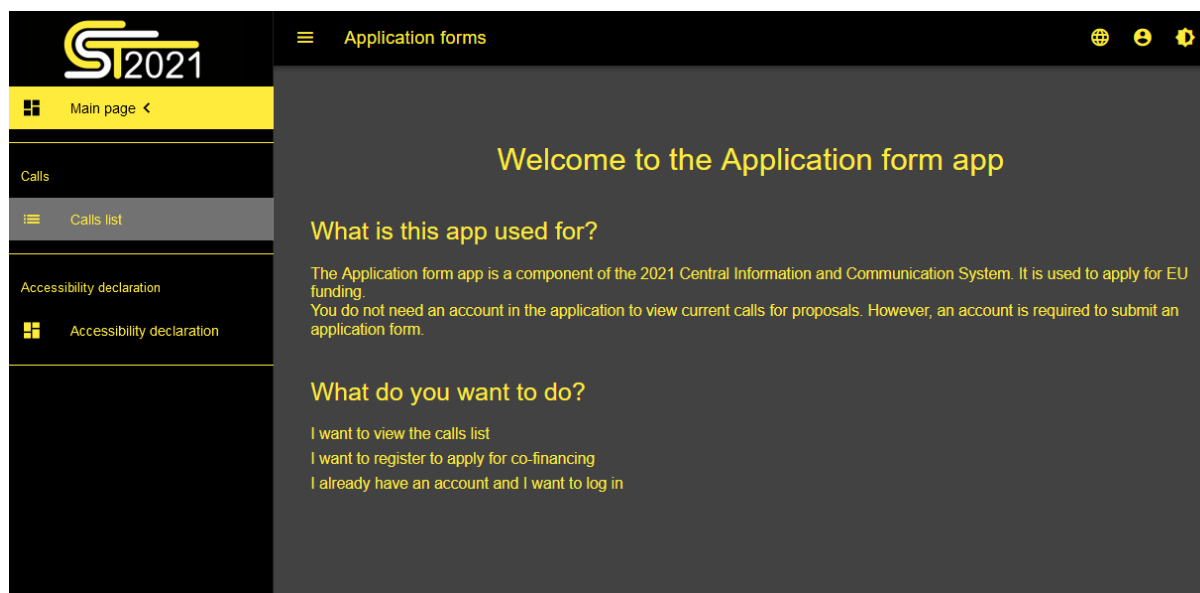 CST2021
Application forms
Main page
Calls
Calls list
Accessibility declaration
Accessibility declaration
Welcome to the Application form app
What is this app used for?
The Application form app is a component of the 2021 Central Information and Communication System. It is used to apply for EU
funding.
You do not need an account in the application to view current calls for proposals. However, an account is required to submit an
application form.
What do you want to do?
I want to view the calls list
I want to register to apply for co-financing
I already have an account and I want to log in